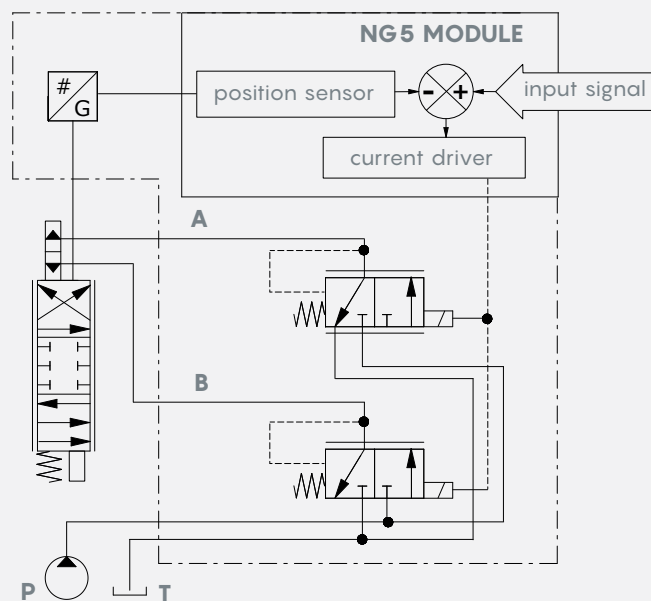 NG5 MODULE
#
G
position sensor
- +
input signal
current driver
A
B
P
T